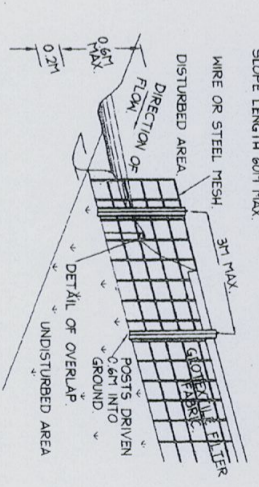 SLOPE LENGTH 60M MAX.
WIRE OR STEEL MESH.
DISTURBED AREA.
DIRECTION OF
FLOW.
0.6M
MAX.
0.2M
3M MAX.
GEOTEXTILE FILTER
FABRIC.
POSTS DRIVEN
0.6M INTO
GROUND.
DETAIL OF OVERLAP.
UNDISTURBED AREA